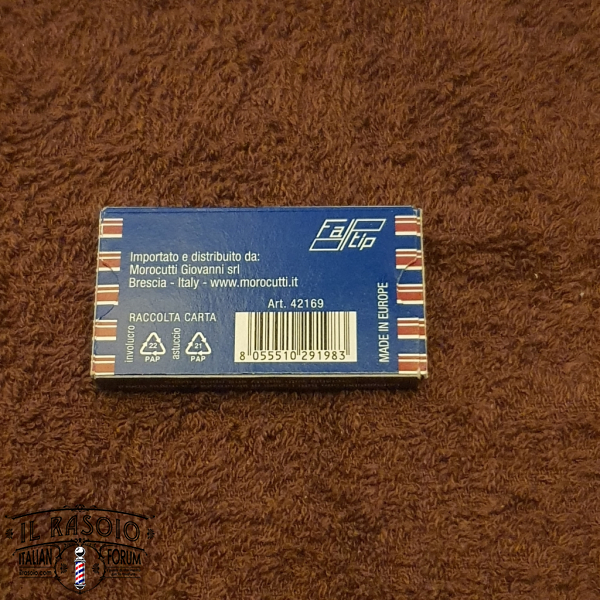 Fatip
Importato e distribuito da:
Morocutti Giovanni srl
Brescia - Italy - www.morocutti.it
Art. 42169
RACCOLTA CARTA
involucro
22
PAP
astuccio
21
PAP
8 055510 291983
MADE IN EUROPE
IL RASOIO
ITALIAN FORUM